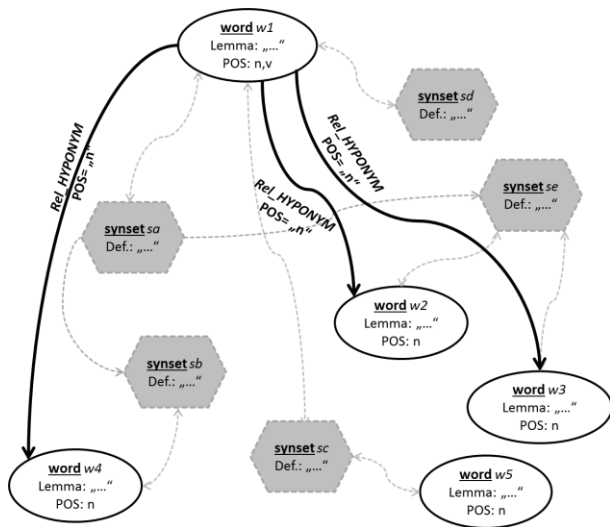 word w1
Lemma: „…“
POS: n,v
synset sd
Def.: „…“
Rel_HYPONYM
POS= „n“
Rel_HYPONYM
POS= „n“
Rel_HYPONYM
POS= „n“
synset se
Def.: „…“
synset sa
Def.: „…“
word w2
Lemma: „…“
POS: n
synset sb
Def.: „…“
word w3
Lemma: „…“
POS: n
synset sc
Def.: „…“
word w4
Lemma: „…“
POS: n
word w5
Lemma: „…“
POS: n